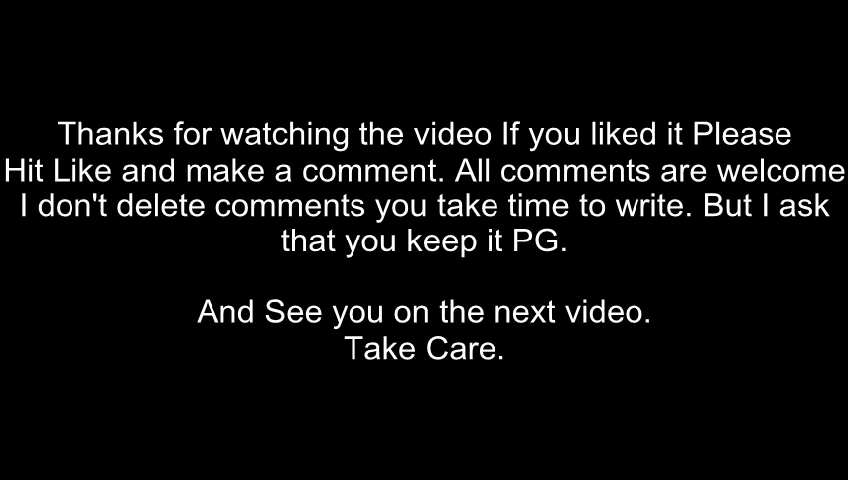 Thanks for watching the video If you liked it Please
Hit Like and make a comment. All comments are welcome
I don't delete comments you take time to write. But I ask
that you keep it PG.
And See you on the next video.
Take Care.